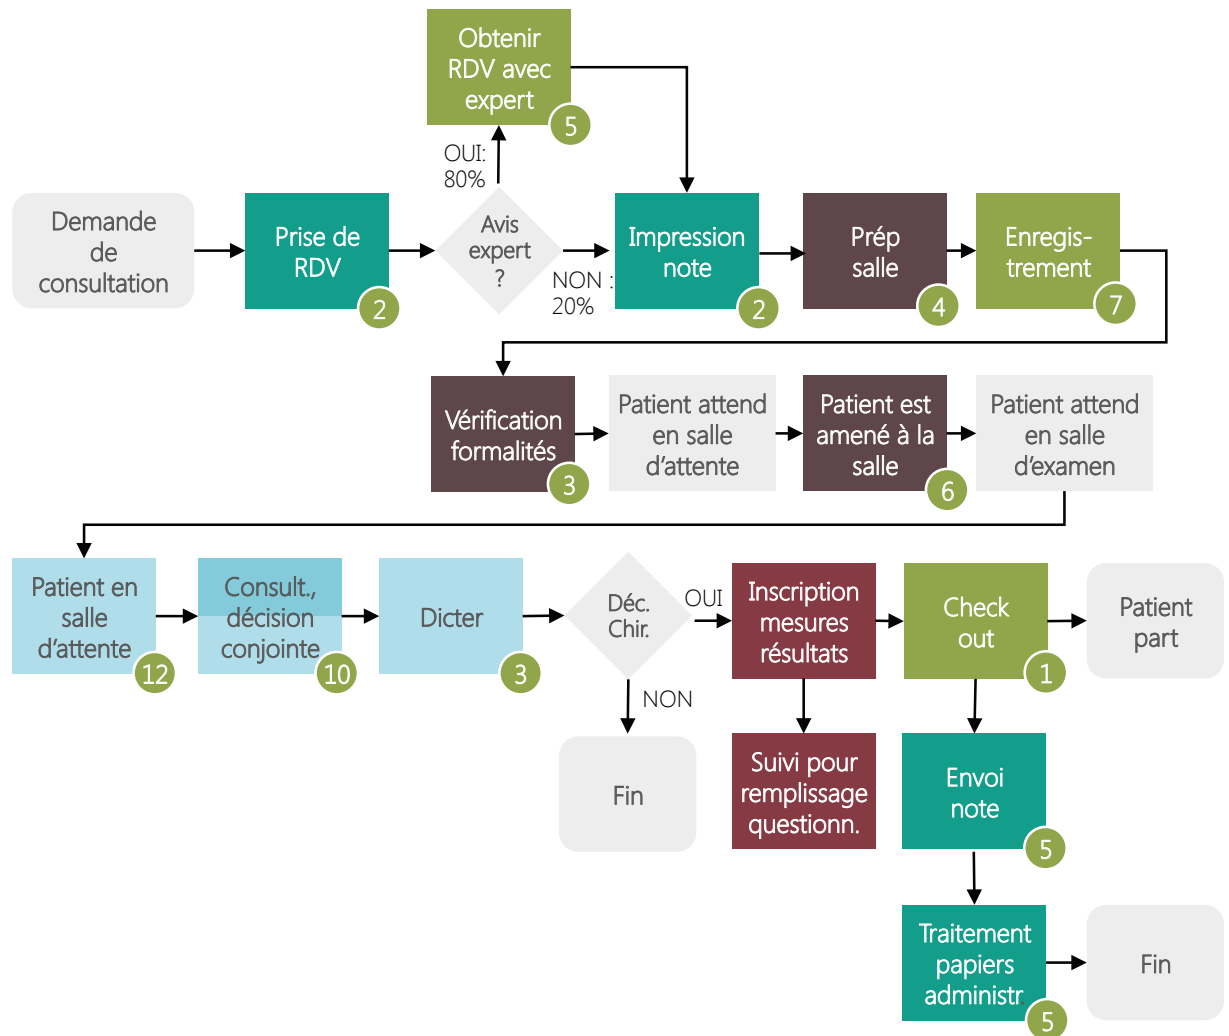 Obtenir
RDV avec
expert
5
OUI:
80%
Demande
de
consultation
Prise de
RDV
2
Avis
expert
?
NON :
20%
Impression
note
2
Prép
salle
4
Enregis-
trement
7
Vérification
formalités
3
Patient attend
en salle
d'attente
Patient est
amené à la
salle
6
Patient attend
en salle
d'examen
Patient en
salle
d'attente
12
Consult.,
décision
conjointe
10
Dicter
3
Déc.
Chir.
OUI
NON
Fin
Inscription
mesures
résultats
Suivi pour
remplissage
questionn.
Check
out
1
Patient
part
Envoi
note
5
Traitement
papiers
administr.
5
Fin